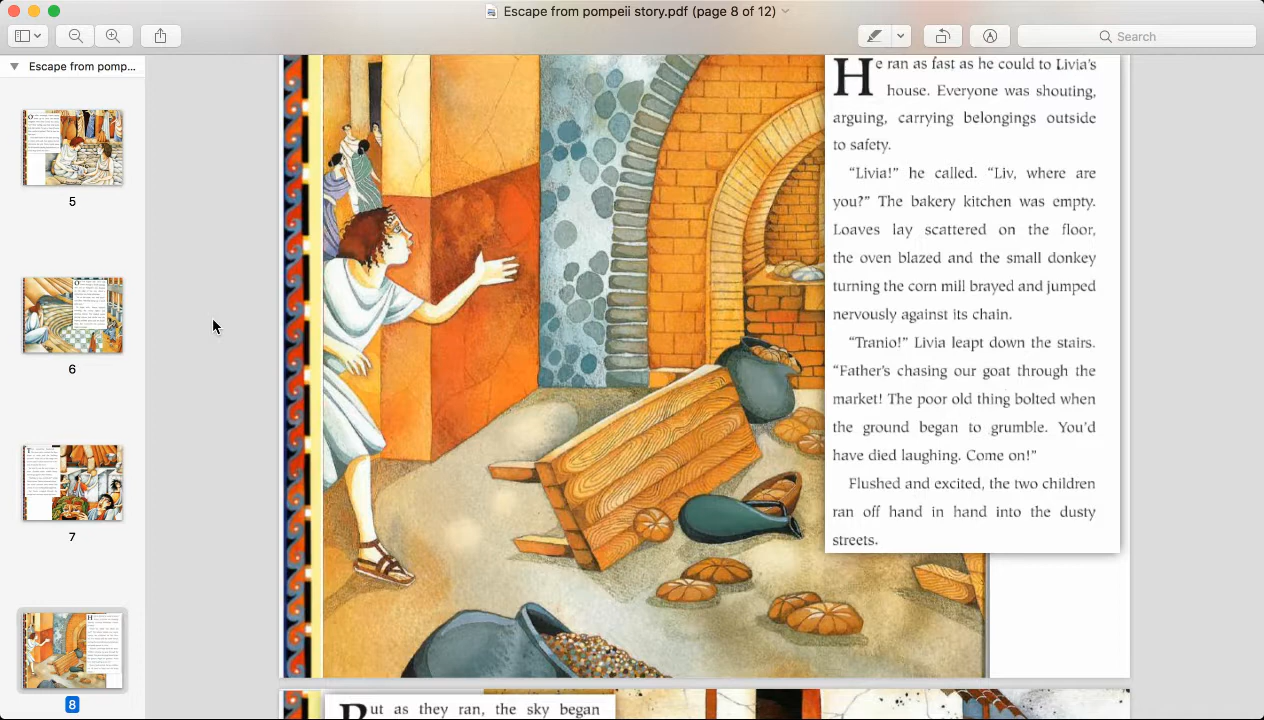 Escape from pompeii story.pdf (page 8 of 12)
Search
Escape from pomp...
5
6
7
8
He ran as fast as he could to Livia's
house. Everyone was shouting,
arguing, carrying belongings outside
to safety.
"Livia!" he called. "Liv, where are
you?" The bakery kitchen was empty.
Loaves lay scattered on the floor,
the oven blazed and the small donkey
turning the corn mill brayed and jumped
nervously against its chain.
"Tranio!" Livia leapt down the stairs.
"Father's chasing our goat through the
market! The poor old thing bolted when
the ground began to grumble. You'd
have died laughing. Come on!"
Flushed and excited, the two children
ran off hand in hand into the dusty
streets.
But as they ran, the sky began